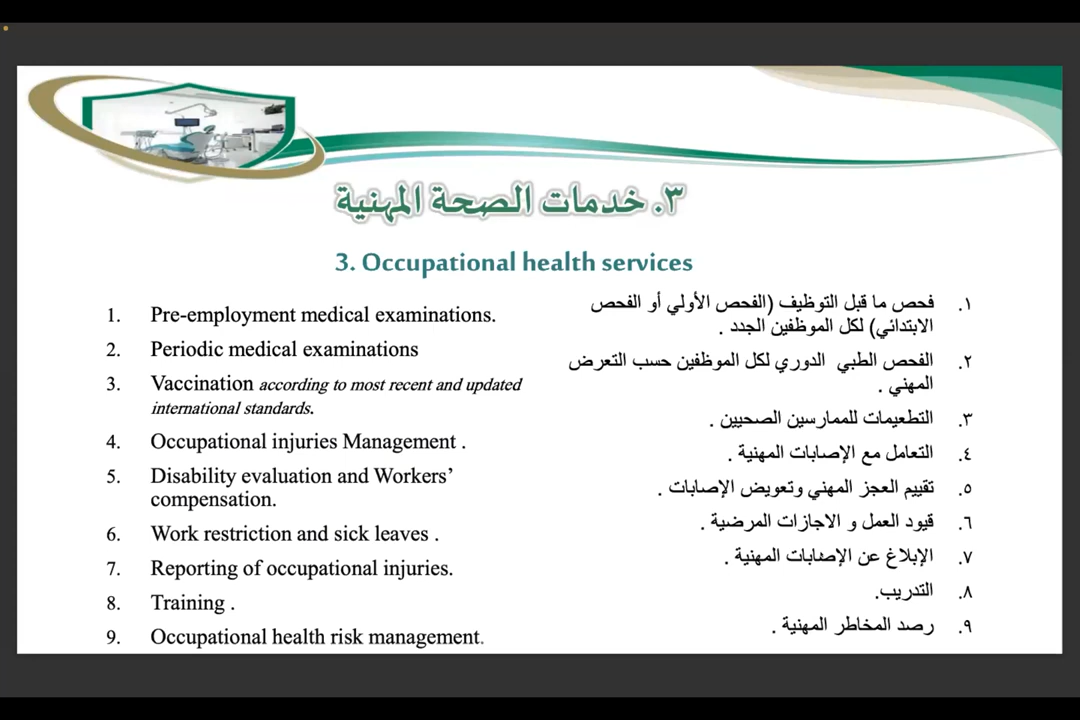 ٣. خدمات الصحة المهنية
3. Occupational health services
1. Pre-employment medical examinations.
2. Periodic medical examinations
3. Vaccination according to most recent and updated
international standards.
4. Occupational injuries Management .
5. Disability evaluation and Workers’
compensation.
6. Work restriction and sick leaves .
7. Reporting of occupational injuries.
8. Training .
9. Occupational health risk management.
١. فحص ما قبل التوظيف (الفحص الأولي أو الفحص
الابتدائي) لكل الموظفين الجدد .
٢. الفحص الطبي الدوري لكل الموظفين حسب التعرض
المهني .
٣. التطعيمات للممارسين الصحيين .
٤. التعامل مع الإصابات المهنية .
٥. تقييم العجز المهني وتعويض الإصابات .
٦. قيود العمل و الاجازات المرضية .
٧. الإبلاغ عن الإصابات المهنية .
٨. التدريب.
٩. رصد المخاطر المهنية .